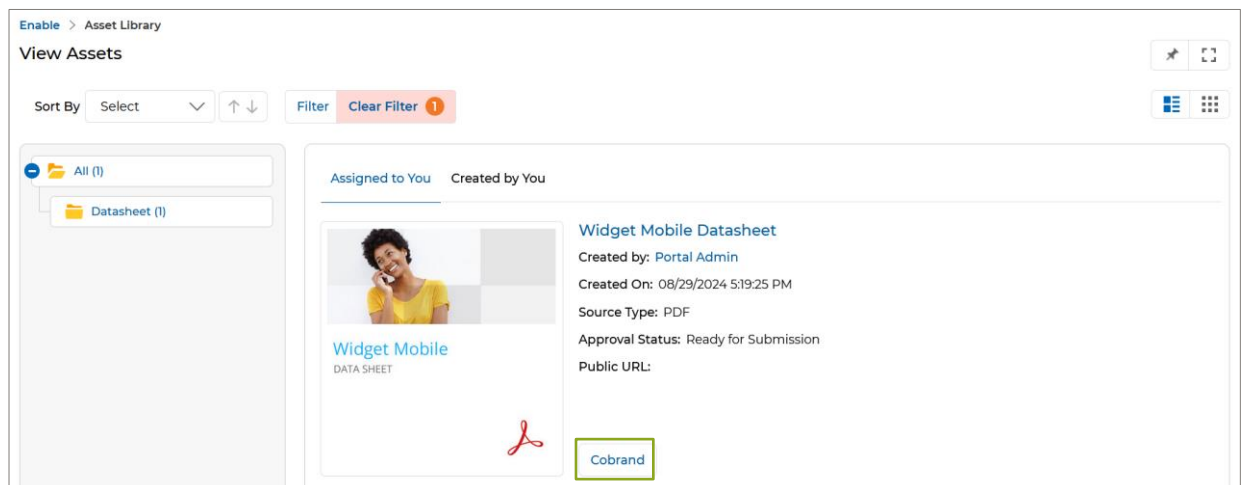 Enable > Asset Library
View Assets
Sort By Select Filter Clear Filter 1
All (1)
Datasheet (1)
Assigned to You Created by You
Widget Mobile
DATA SHEET
Widget Mobile Datasheet
Created by: Portal Admin
Created On: 08/29/2024 5:19:25 PM
Source Type: PDF
Approval Status: Ready for Submission
Public URL:
Cobrand